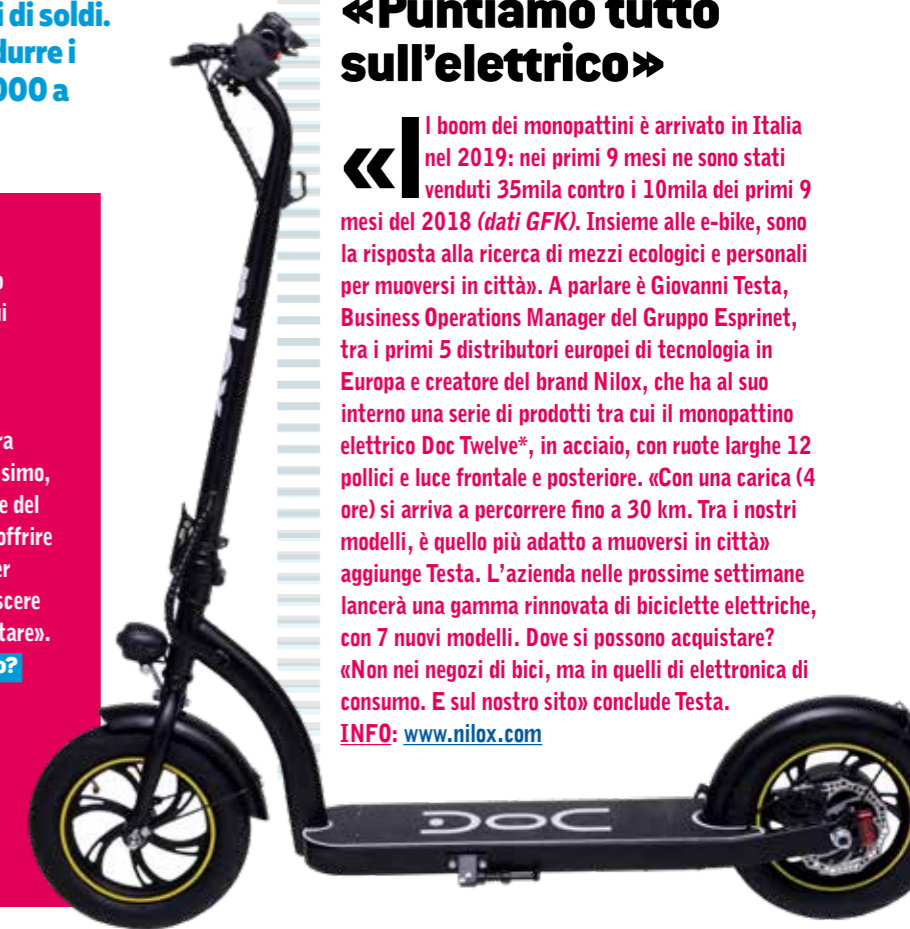 i di soldi.
durre i
000 a
simo,
e del
offrire
er
scere
tare».
o?
«Puntiamo tutto
sull'elettrico»
«Il boom dei monopattini è arrivato in Italia
nel 2019: nei primi 9 mesi ne sono stati
venduti 35mila contro i 10mila dei primi 9
mesi del 2018 (dati GFK). Insieme alle e-bike, sono
la risposta alla ricerca di mezzi ecologici e personali
per muoversi in città». A parlare è Giovanni Testa,
Business Operations Manager del Gruppo Esprinet,
tra i primi 5 distributori europei di tecnologia in
Europa e creatore del brand Nilox, che ha al suo
interno una serie di prodotti tra cui il monopattino
elettrico Doc Twelve*, in acciaio, con ruote larghe 12
pollici e luce frontale e posteriore. «Con una carica (4
ore) si arriva a percorrere fino a 30 km. Tra i nostri
modelli, è quello più adatto a muoversi in città»
aggiunge Testa. L'azienda nelle prossime settimane
lancerà una gamma rinnovata di biciclette elettriche,
con 7 nuovi modelli. Dove si possono acquistare?
«Non nei negozi di bici, ma in quelli di elettronica di
consumo. E sul nostro sito» conclude Testa.
INFO: www.nilox.com
DOC